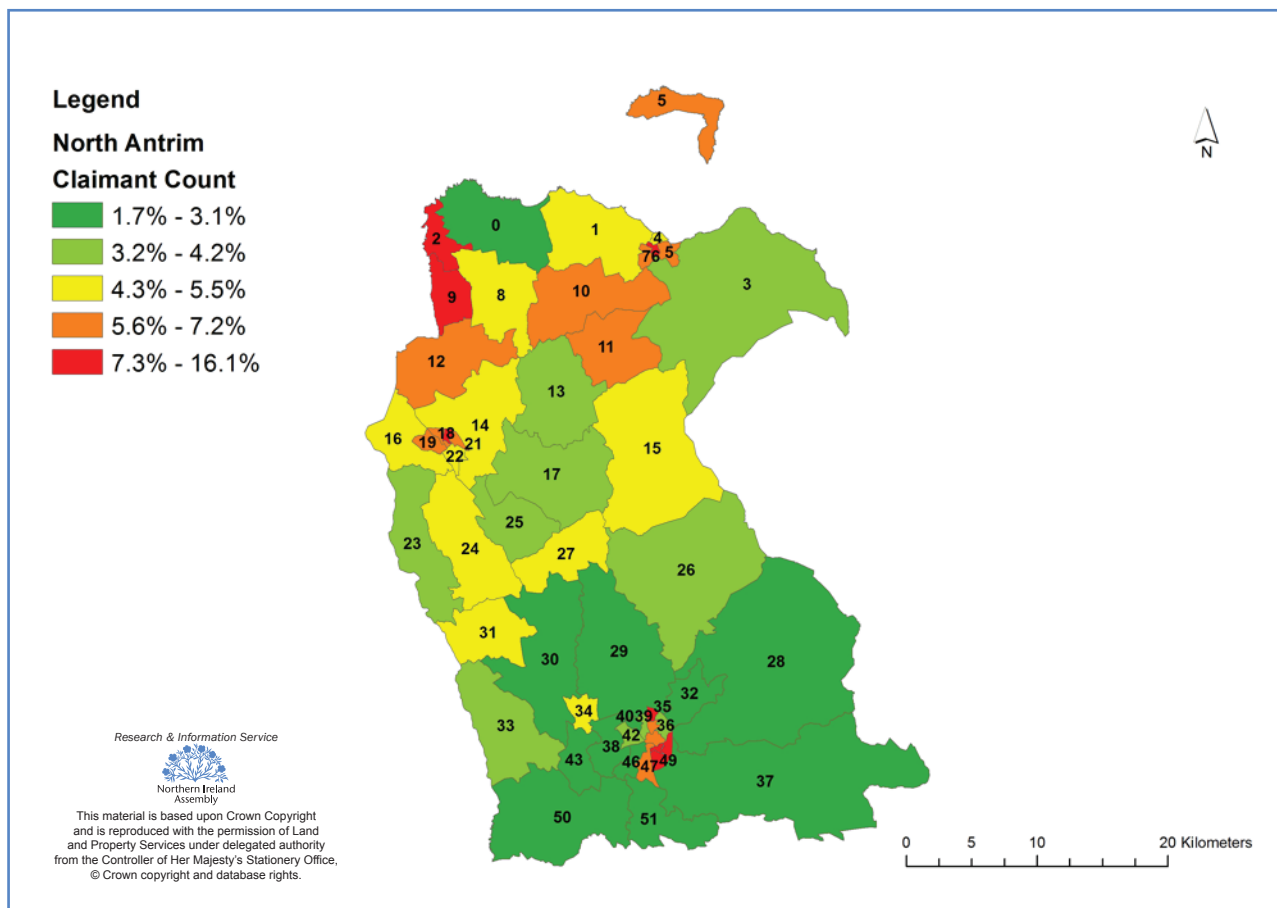 Legend
North Antrim
Claimant Count
1.7% - 3.1%
3.2% - 4.2%
4.3% - 5.5%
5.6% - 7.2%
7.3% - 16.1%
N
5
0
1
2
4
5
76
3
9
8
10
11
12
13
14
15
16
18
19
21
22
17
25
23
24
27
26
31
30
29
28
32
33
34
35
40 39
36
42
38
43
46
47
49
37
50
51
Research & Information Service
Northern Ireland
Assembly
This material is based upon Crown Copyright
and is reproduced with the permission of Land
and Property Services under delegated authority
from the Controller of Her Majesty's Stationery Office,
© Crown copyright and database rights.
0 5 10 20 Kilometers